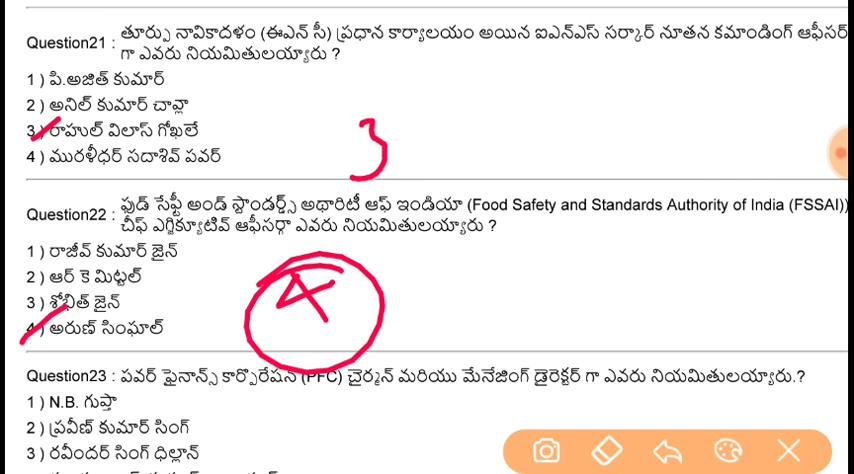 Question21 : తూర్పు నావికాదళం (ఈఎన్ సీ) ప్రధాన కార్యాలయం అయిన ఐఎన్ఎస్ సర్కార్ నూతన కమాండింగ్ ఆఫీసర్
గా ఎవరు నియమితులయ్యారు ?
1 ) పి.అజిత్ కుమార్
2 ) అనిల్ కుమార్ చావ్లా
3 ) రాహుల్ విలాస్ గోఖలే
3
4 ) మురళీధర్ సదాశివ్ పవర్
Question22 : ఫుడ్ సేఫ్టీ అండ్ స్టాండర్డ్స్ అథారిటీ ఆఫ్ ఇండియా (Food Safety and Standards Authority of India (FSSAI))
చీఫ్ ఎగ్జిక్యూటివ్ ఆఫీసర్గా ఎవరు నియమితులయ్యారు ?
1 ) రాజీవ్ కుమార్ జైన్
2 ) ఆర్ కె మిట్టల్
4
3 ) శోభిత్ జైన్
4 ) అరుణ్ సింఘాల్
Question23 : పవర్ ఫైనాన్స్ కార్పొరేషన్ (PFC) చైర్మన్ మరియు మేనేజింగ్ డైరెక్టర్ గా ఎవరు నియమితులయ్యారు.?
1 ) N.B. గుప్తా
2 ) ప్రవీణ్ కుమార్ సింగ్
3 ) రవీందర్ సింగ్ ధిల్లాన్